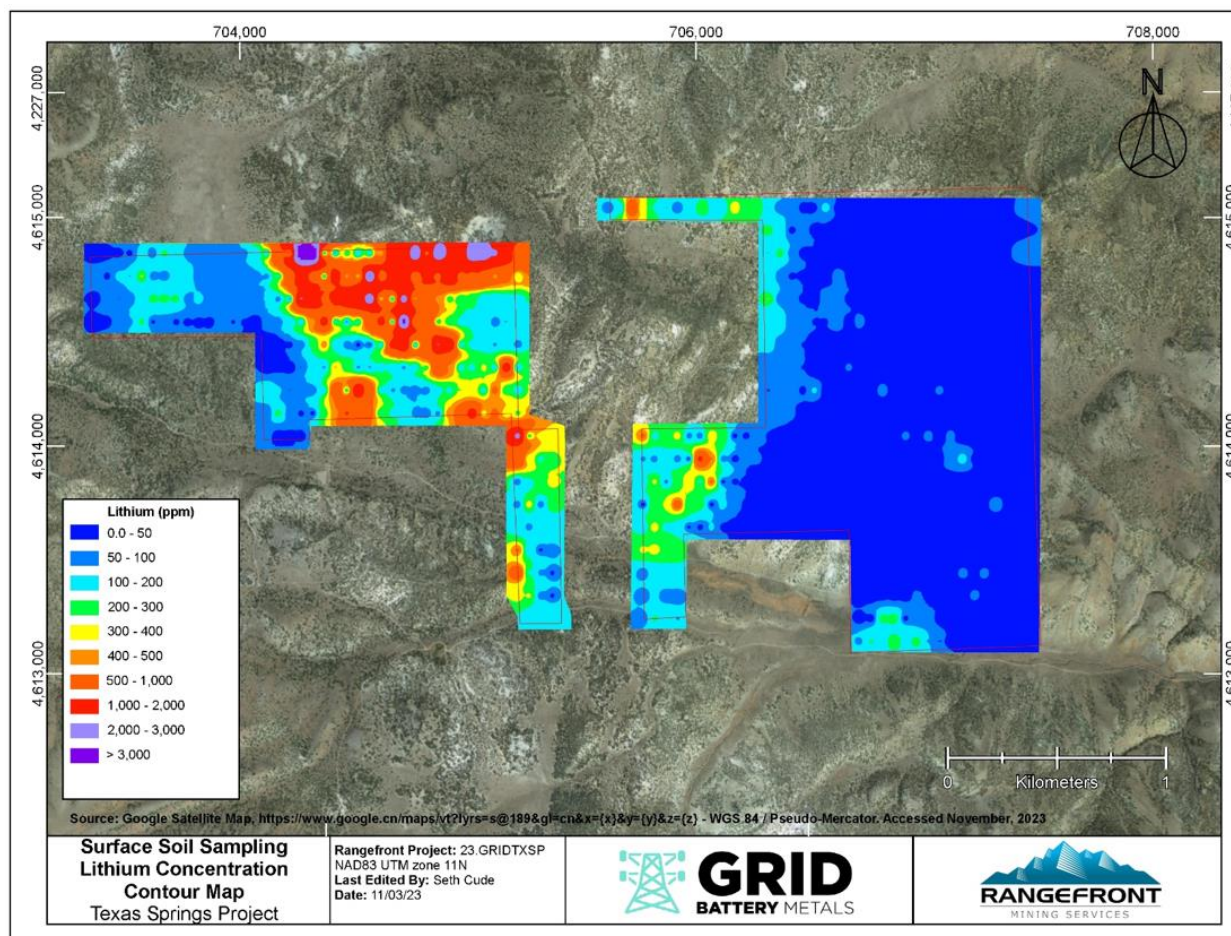 704,000
706,000
708,000
4,227,000
4,615,000
4,615,000
4,614,000
4,614,000
4,613,000
4,613,000
N
Lithium (ppm)
0.0 - 50
50 - 100
100 - 200
200 - 300
300 - 400
400 - 500
500 - 1,000
1,000 - 2,000
2,000 - 3,000
> 3,000
0 Kilometers 1
Source: Google Satellite Map, https://www.google.cn/maps/vt?lyrs=s@189&gl=cn&x={x}&y={y}&z={z} - WGS 84 / Pseudo-Mercator. Accessed November, 2023
Surface Soil Sampling
Lithium Concentration
Contour Map
Texas Springs Project
Rangefront Project: 23.GRIDTXSP
NAD83 UTM zone 11N
Last Edited By: Seth Cude
Date: 11/03/23
GRID
BATTERY METALS
RANGEFRONT
MINING SERVICES